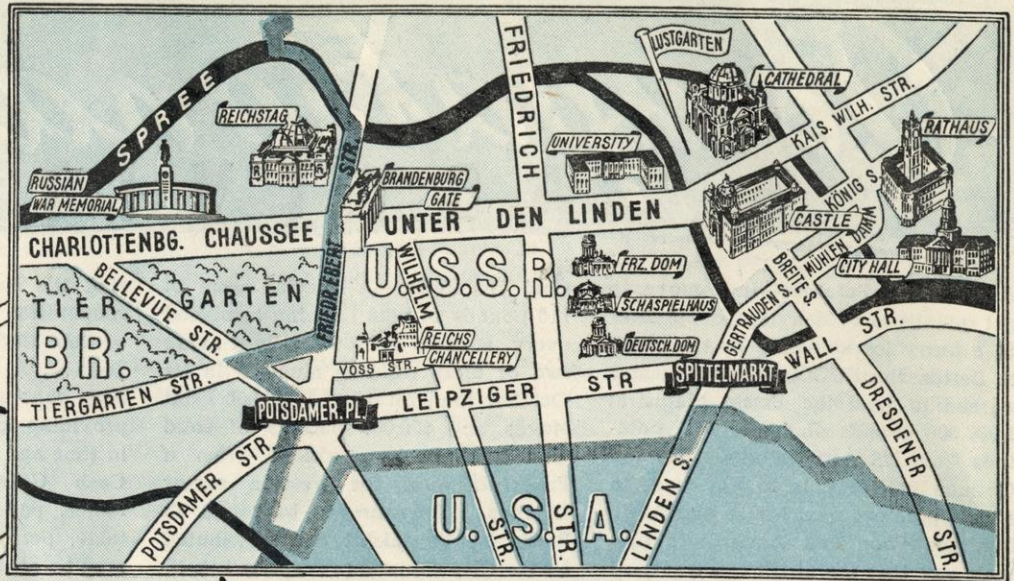 SPREE
FRIEDRICH
LUSTGARTEN
CATHEDRAL
KAIS. WILH. STR.
RATHAUS
REICHSTAG
STR.
UNIVERSITY
RUSSIAN
WAR MEMORIAL
BRANDENBURG
GATE
KÖNIG S.
CHARLOTTENBG. CHAUSSEE
UNTER DEN LINDEN
CASTLE
MÜHLEN DAMM
CITY HALL
BELLEVUE STR.
TIER GARTEN
BR.
FRIEDR. EBERT
WILHELM
U.S.S.R.
FRZ. DOM
SCHASPIELHAUS
DEUTSCH. DOM
BREITE S.
GERTRAUDEN S.
REICHS
CHANCELLERY
VOSS STR.
TIERGARTEN STR.
POTSDAMER. PL.
LEIPZIGER STR
SPITTELMARKT
WALL STR.
DRESDENER STR.
POTSDAMER STR.
U.S.A.
STR.
STR.
LINDEN S.